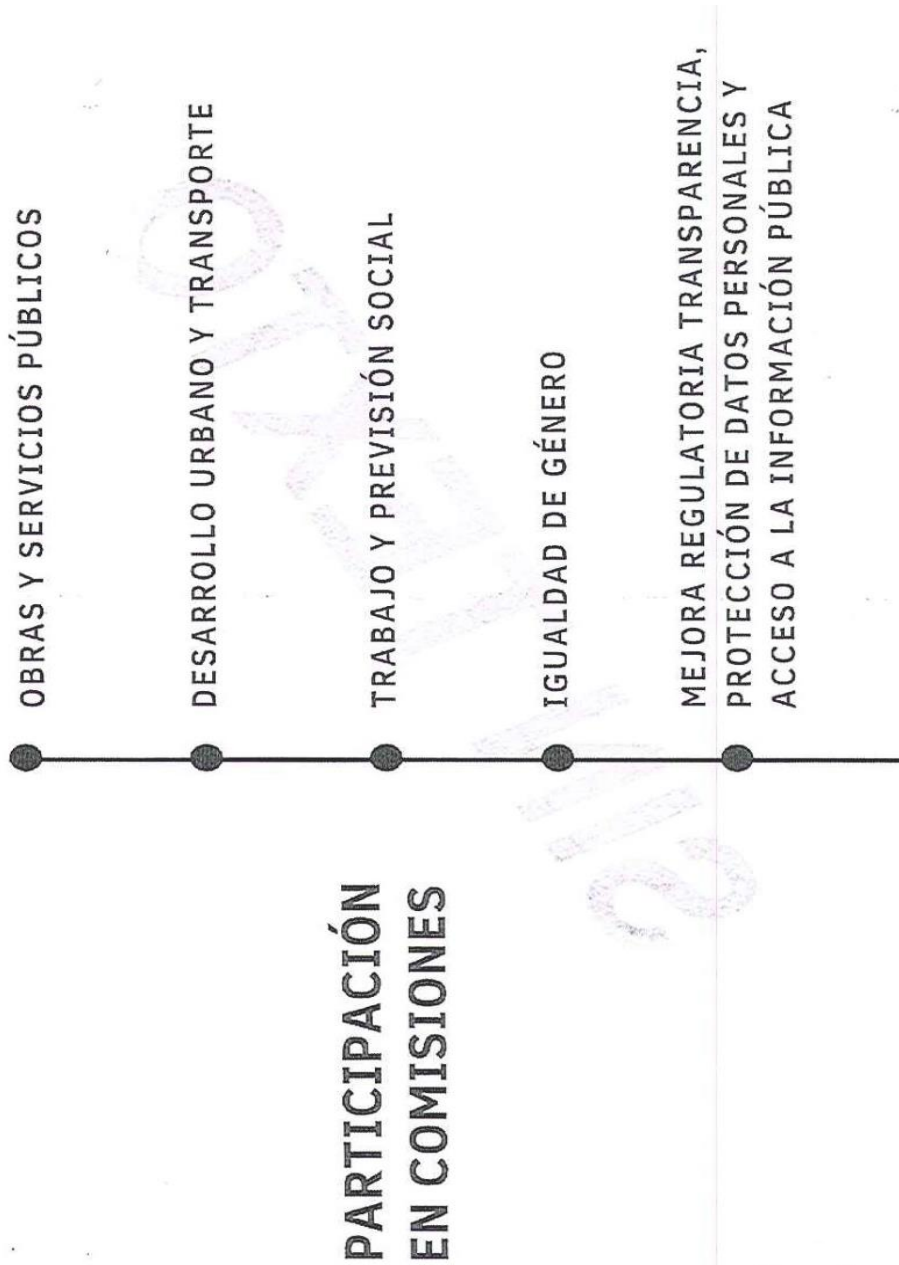 PARTICIPACIÓN
EN COMISIONES
OBRAS Y SERVICIOS PÚBLICOS
DESARROLLO URBANO Y TRANSPORTE
TRABAJO Y PREVISIÓN SOCIAL
IGUALDAD DE GÉNERO
MEJORA REGULATORIA TRANSPARENCIA,
PROTECCIÓN DE DATOS PERSONALES Y
ACCESO A LA INFORMACIÓN PÚBLICA